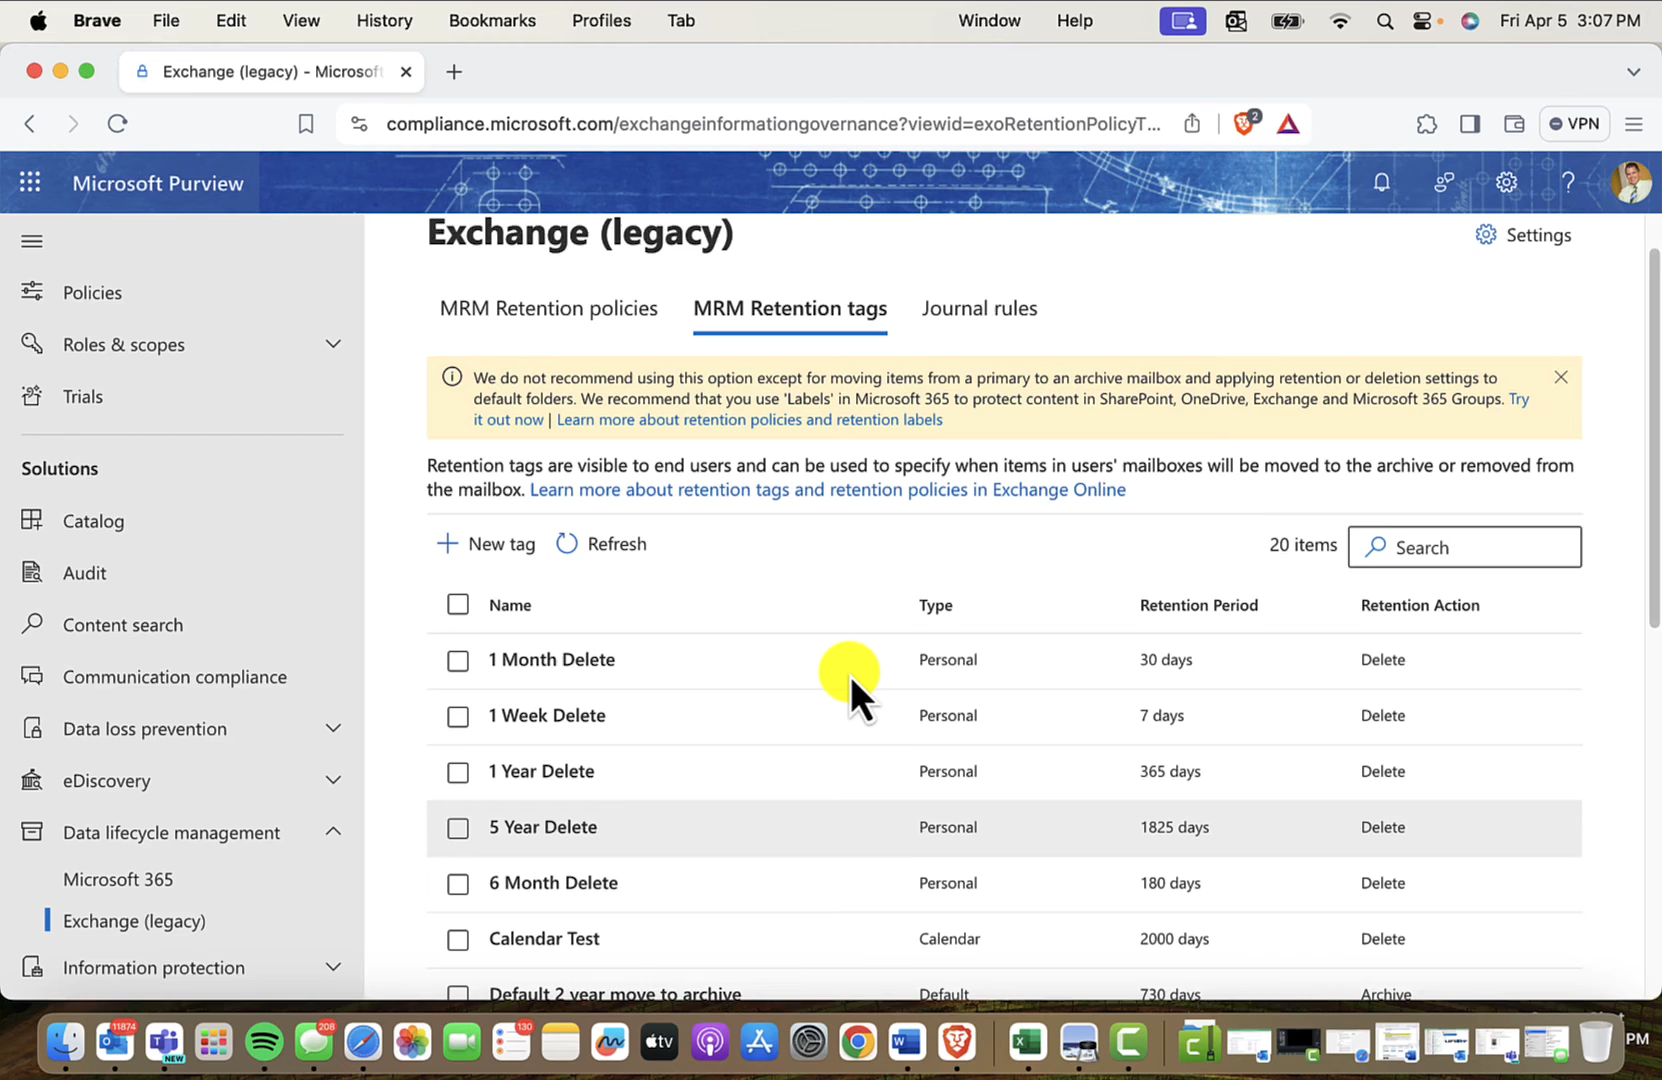 Brave File Edit View History Bookmarks Profiles Tab Window Help Fri Apr 5 3:07 PM
Exchange (legacy) - Microsoft
compliance.microsoft.com/exchangeinformationgovernance?viewid=exoRetentionPolicyT... 2 VPN
Microsoft Purview
Policies
Roles & scopes
Trials
Solutions
Catalog
Audit
Content search
Communication compliance
Data loss prevention
eDiscovery
Data lifecycle management
Microsoft 365
Exchange (legacy)
Information protection
Exchange (legacy)
Settings
MRM Retention policies MRM Retention tags Journal rules
We do not recommend using this option except for moving items from a primary to an archive mailbox and applying retention or deletion settings to
default folders. We recommend that you use 'Labels' in Microsoft 365 to protect content in SharePoint, OneDrive, Exchange and Microsoft 365 Groups. Try
it out now | Learn more about retention policies and retention labels
Retention tags are visible to end users and can be used to specify when items in users' mailboxes will be moved to the archive or removed from
the mailbox. Learn more about retention tags and retention policies in Exchange Online
New tag Refresh 20 items Search
Name Type Retention Period Retention Action
1 Month Delete Personal 30 days Delete
1 Week Delete Personal 7 days Delete
1 Year Delete Personal 365 days Delete
5 Year Delete Personal 1825 days Delete
6 Month Delete Personal 180 days Delete
Calendar Test Calendar 2000 days Delete
Default 2 year move to archive Default 730 days Archive
11874 NEW 208 130 tv PM